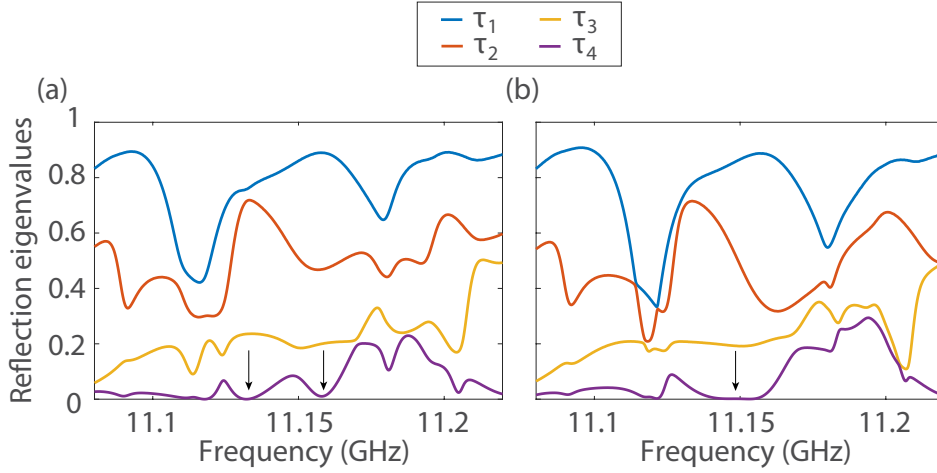 τ1 τ3
τ2 τ4
(a) (b)
Reflection eigenvalues
1
0.8
0.6
0.4
0.2
0
11.1 11.15 11.2 11.1 11.15 11.2
Frequency (GHz) Frequency (GHz)